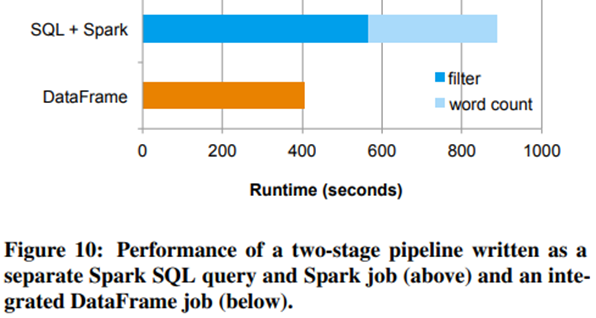 SQL + Spark
DataFrame
filter
word count
0 200 400 600 800 1000
Runtime (seconds)
Figure 10: Performance of a two-stage pipeline written as a
separate Spark SQL query and Spark job (above) and an inte-
grated DataFrame job (below).